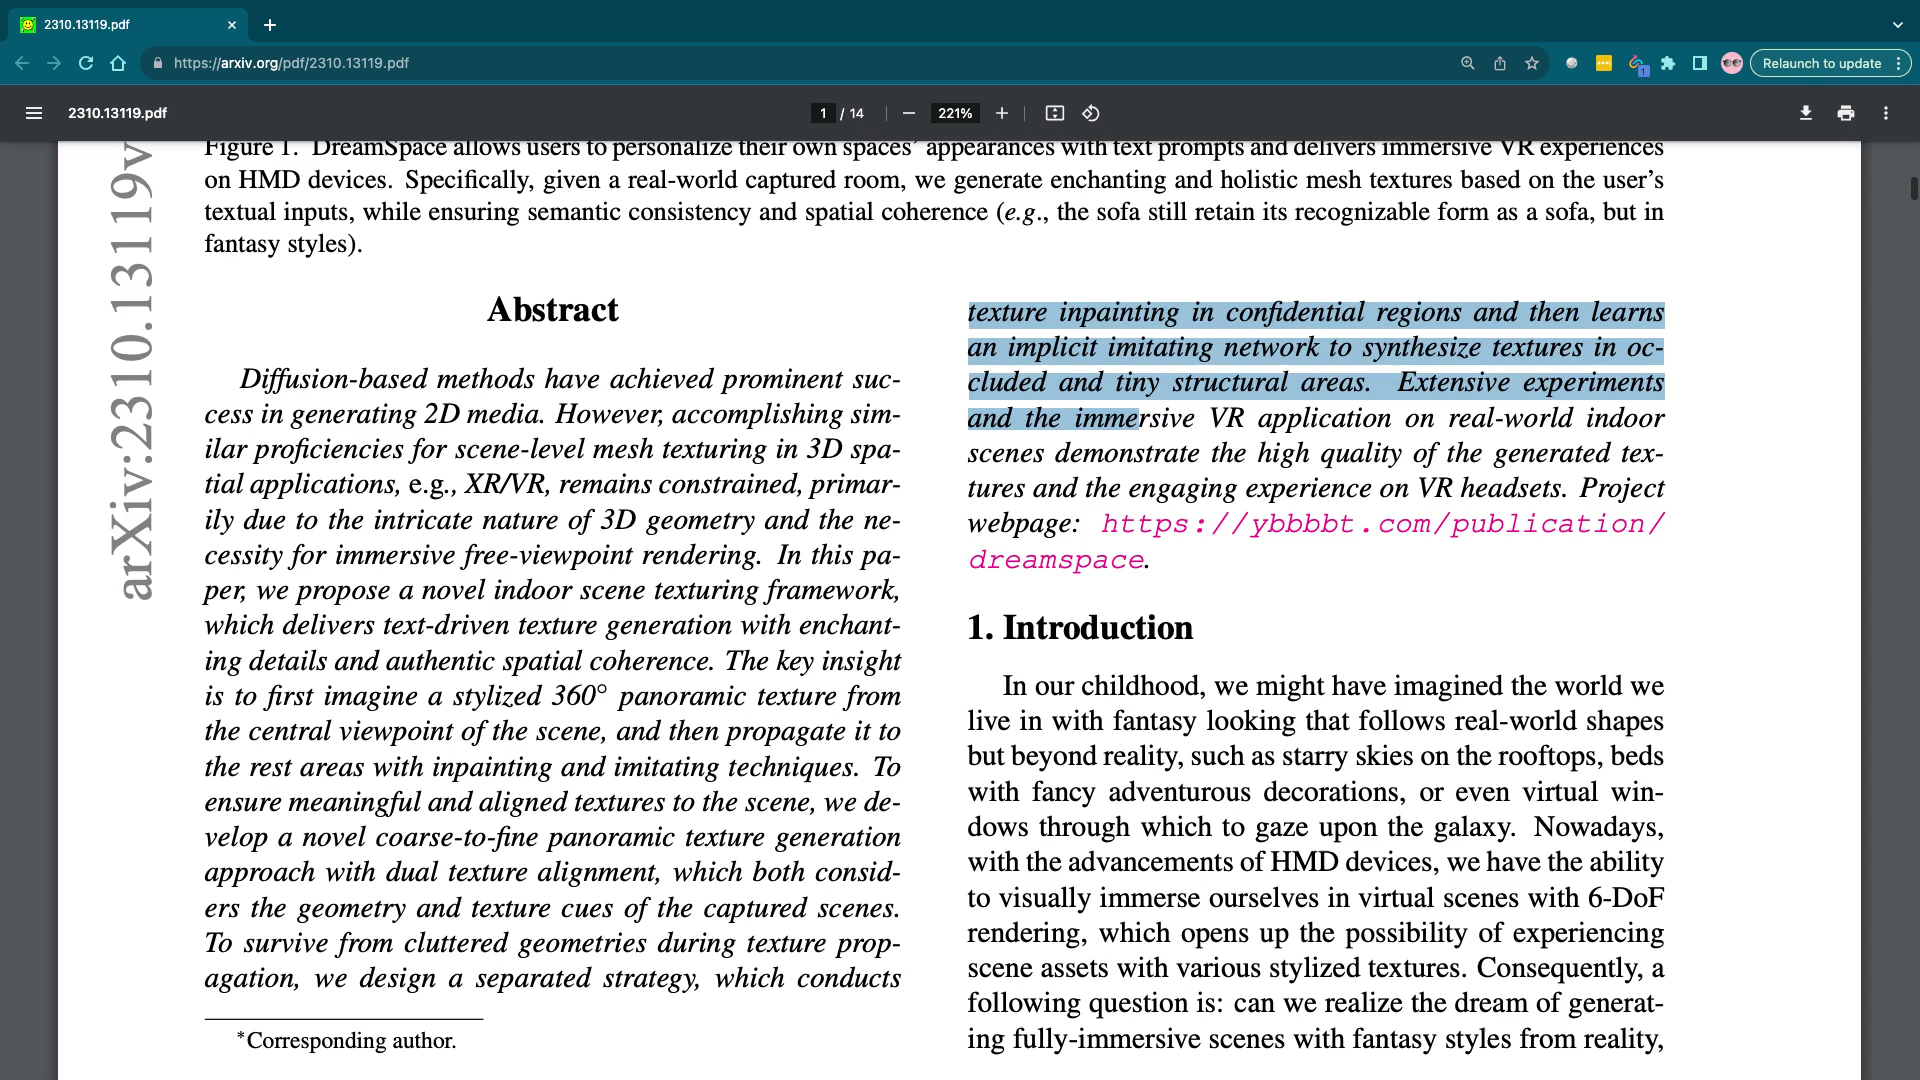 2310.13119.pdf
https://arxiv.org/pdf/2310.13119.pdf
1
Relaunch to update
2310.13119.pdf
1 / 14
221%
arXiv:2310.13119v
Figure 1. DreamSpace allows users to personalize their own spaces' appearances with text prompts and delivers immersive VR experiences
on HMD devices. Specifically, given a real-world captured room, we generate enchanting and holistic mesh textures based on the user's
textual inputs, while ensuring semantic consistency and spatial coherence (e.g., the sofa still retain its recognizable form as a sofa, but in
fantasy styles).
Abstract
Diffusion-based methods have achieved prominent suc-
cess in generating 2D media. However, accomplishing sim-
ilar proficiencies for scene-level mesh texturing in 3D spa-
tial applications, e.g., XR/VR, remains constrained, primar-
ily due to the intricate nature of 3D geometry and the ne-
cessity for immersive free-viewpoint rendering. In this pa-
per, we propose a novel indoor scene texturing framework,
which delivers text-driven texture generation with enchant-
ing details and authentic spatial coherence. The key insight
is to first imagine a stylized 360° panoramic texture from
the central viewpoint of the scene, and then propagate it to
the rest areas with inpainting and imitating techniques. To
ensure meaningful and aligned textures to the scene, we de-
velop a novel coarse-to-fine panoramic texture generation
approach with dual texture alignment, which both consid-
ers the geometry and texture cues of the captured scenes.
To survive from cluttered geometries during texture prop-
agation, we design a separated strategy, which conducts
*Corresponding author.
texture inpainting in confidential regions and then learns
an implicit imitating network to synthesize textures in oc-
cluded and tiny structural areas. Extensive experiments
and the immersive VR application on real-world indoor
scenes demonstrate the high quality of the generated tex-
tures and the engaging experience on VR headsets. Project
webpage: https://ybbbbt.com/publication/
dreamspace.
1. Introduction
In our childhood, we might have imagined the world we
live in with fantasy looking that follows real-world shapes
but beyond reality, such as starry skies on the rooftops, beds
with fancy adventurous decorations, or even virtual win-
dows through which to gaze upon the galaxy. Nowadays,
with the advancements of HMD devices, we have the ability
to visually immerse ourselves in virtual scenes with 6-DoF
rendering, which opens up the possibility of experiencing
scene assets with various stylized textures. Consequently, a
following question is: can we realize the dream of generat-
ing fully-immersive scenes with fantasy styles from reality,